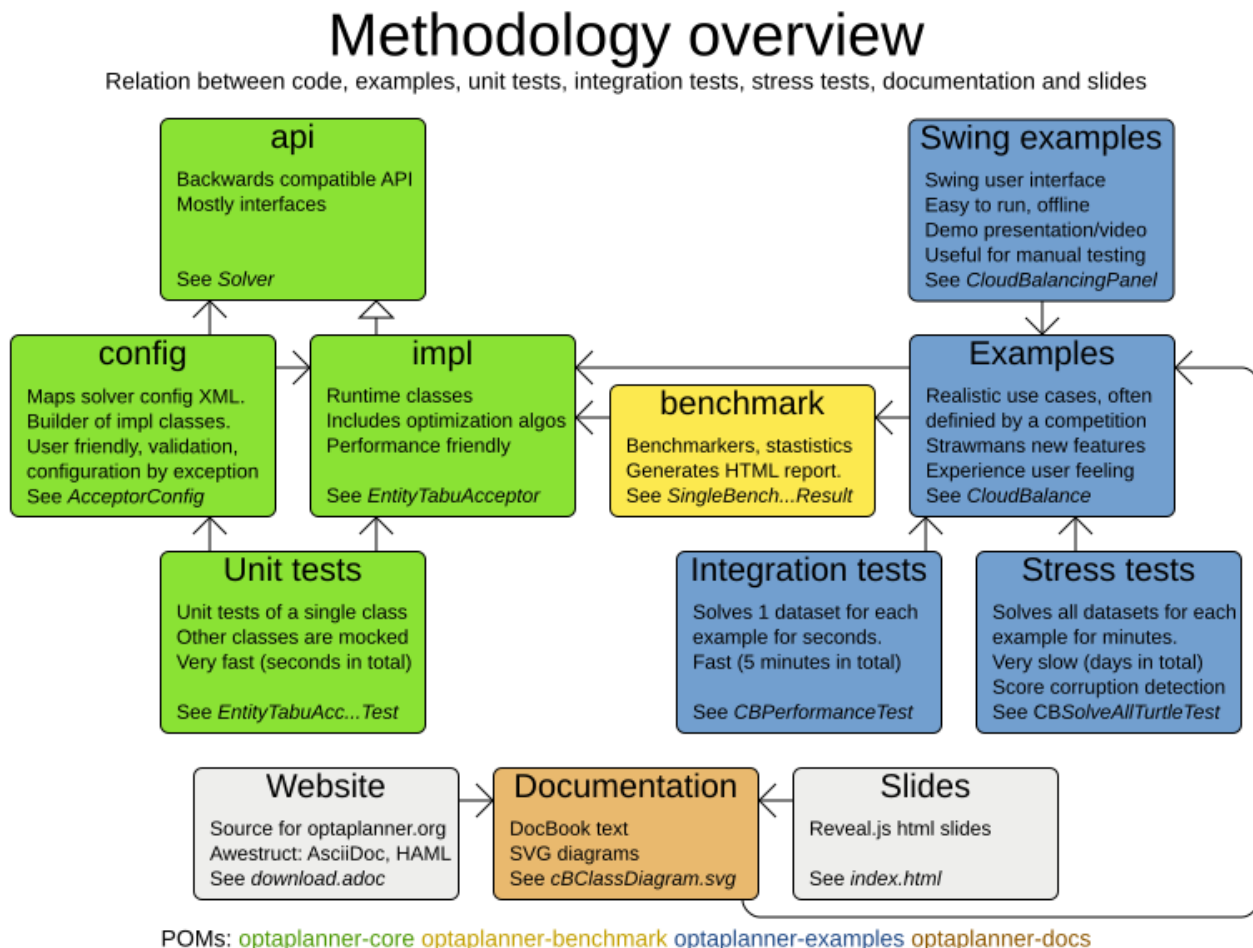 Methodology overview
Relation between code, examples, unit tests, integration tests, stress tests, documentation and slides
api
Backwards compatible API
Mostly interfaces
See Solver
Swing examples
Swing user interface
Easy to run, offline
Demo presentation/video
Useful for manual testing
See CloudBalancingPanel
config
Maps solver config XML.
Builder of impl classes.
User friendly, validation,
configuration by exception
See AcceptorConfig
impl
Runtime classes
Includes optimization algos
Performance friendly
See EntityTabuAcceptor
benchmark
Benchmarkers, stastistics
Generates HTML report.
See SingleBench...Result
Examples
Realistic use cases, often
definied by a competition
Strawmans new features
Experience user feeling
See CloudBalance
Unit tests
Unit tests of a single class
Other classes are mocked
Very fast (seconds in total)
See EntityTabuAcc...Test
Integration tests
Solves 1 dataset for each
example for seconds.
Fast (5 minutes in total)
See CBPerformanceTest
Stress tests
Solves all datasets for each
example for minutes.
Very slow (days in total)
Score corruption detection
See CBSolveAllTurtleTest
Website
Source for optaplanner.org
Awestruct: AsciiDoc, HAML
See download.adoc
Documentation
DocBook text
SVG diagrams
See cBClassDiagram.svg
Slides
Reveal.js html slides
See index.html
POMs: optaplanner-core optaplanner-benchmark optaplanner-examples optaplanner-docs